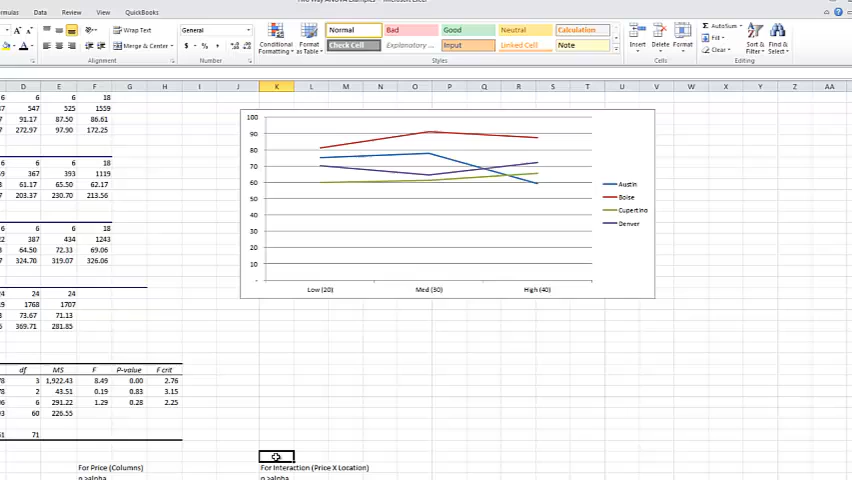 Two Way ANOVA Examples - Microsoft Excel
Formulas Data Review View QuickBooks
Wrap Text General Normal Bad Good Neutral Calculation AutoSum
Merge & Center $ % , Conditional Formatting Format as Table Check Cell Explanatory ... Input Linked Cell Note Insert Delete Format Fill Clear Sort & Filter Find & Select
Alignment Number Styles Cells Editing
D E F G H I J K L M N O P Q R S T U V W X Y Z AA
6 6 6 18
547 525 1559
91.17 87.50 86.61
272.97 97.90 172.25
6 6 18
367 393 1119
61.17 65.50 62.17
203.37 230.70 213.56
6 6 18
387 434 1243
64.50 72.33 69.06
324.70 319.07 326.06
24 24
1768 1707
73.67 71.13
369.71 281.85
df MS F P-value F crit
3 1,922.43 8.49 0.00 2.76
2 43.51 0.19 0.83 3.15
6 291.22 1.29 0.28 2.25
60 226.55
71
For Price (Columns) For Interaction (Price X Location)
p >alpha p >alpha
100
90
80
70
60
50
40
30
20
10
-
Low (20) Med (30) High (40)
Austin
Boise
Cupertino
Denver